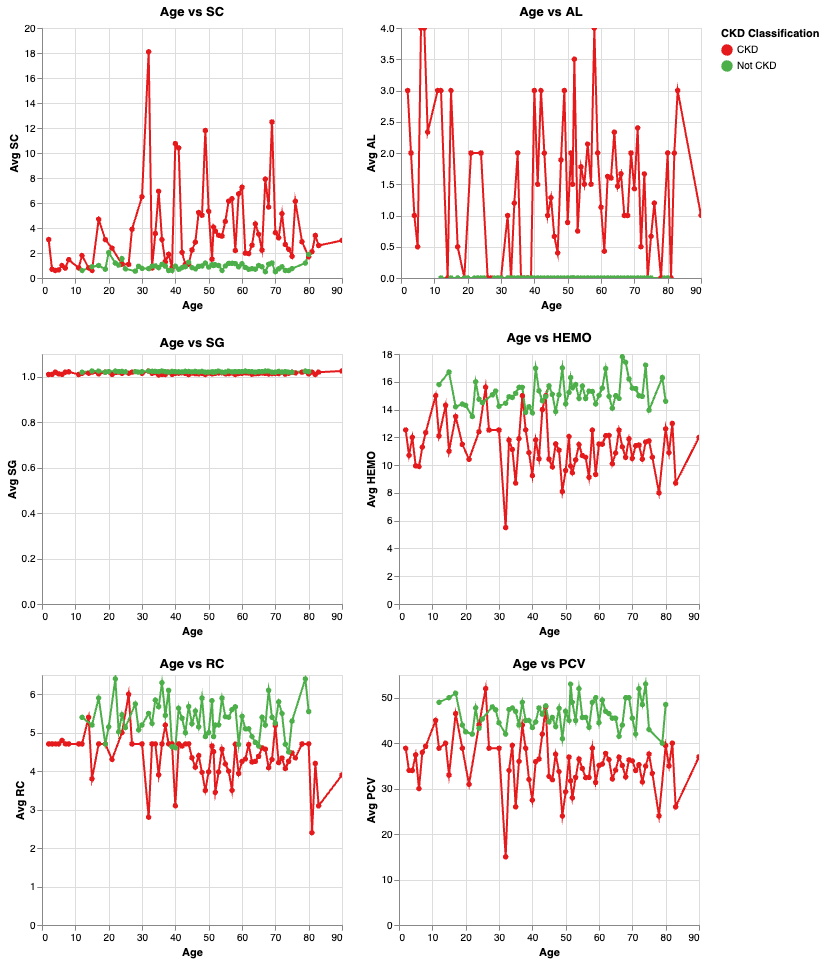 Age vs SC
Avg SC
20
18
16
14
12
10
8
6
4
2
0
0 10 20 30 40 50 60 70 80 90
Age
Age vs AL
Avg AL
4.0
3.5
3.0
2.5
2.0
1.5
1.0
0.5
0.0
0 10 20 30 40 50 60 70 80 90
Age
CKD Classification
CKD
Not CKD
Age vs SG
Avg SG
1.0
0.8
0.6
0.4
0.2
0.0
0 10 20 30 40 50 60 70 80 90
Age
Age vs HEMO
Avg HEMO
18
16
14
12
10
8
6
4
2
0
0 10 20 30 40 50 60 70 80 90
Age
Age vs RC
Avg RC
6
5
4
3
2
1
0
0 10 20 30 40 50 60 70 80 90
Age
Age vs PCV
Avg PCV
50
40
30
20
10
0
0 10 20 30 40 50 60 70 80 90
Age